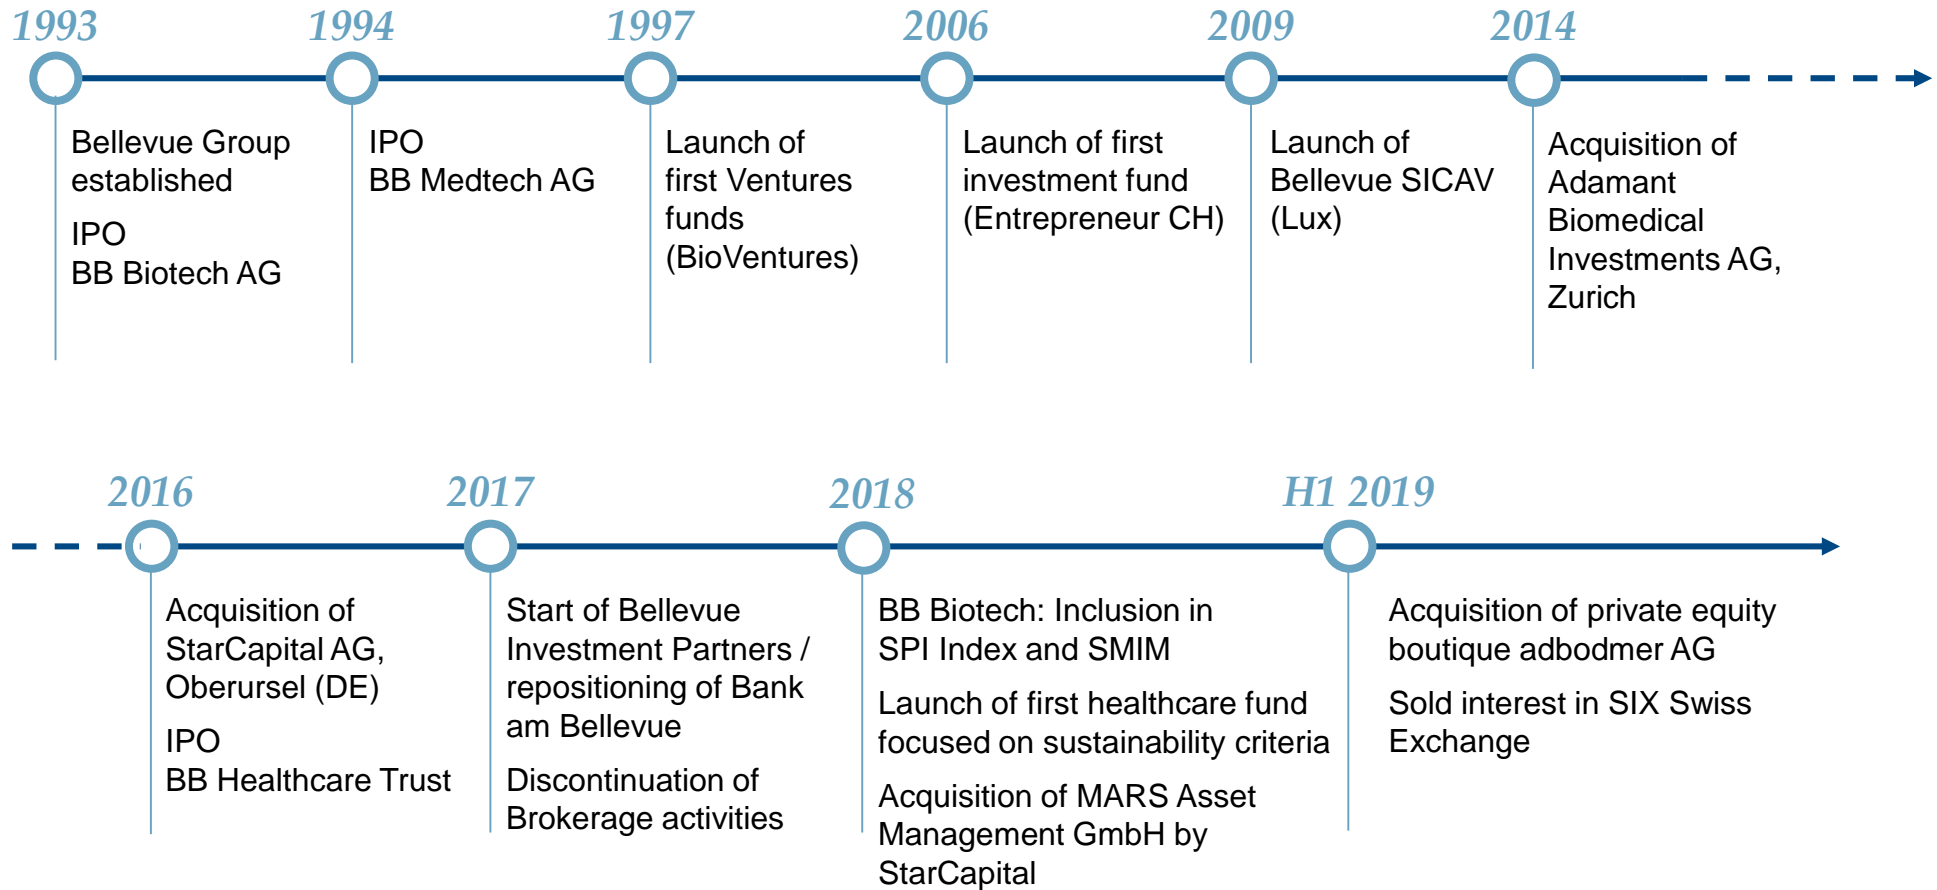 1993
Bellevue Group
established
IPO
BB Biotech AG
1994
IPO
BB Medtech AG
1997
Launch of
first Ventures
funds
(BioVentures)
2006
Launch of first
investment fund
(Entrepreneur CH)
2009
Launch of
Bellevue SICAV
(Lux)
2014
Acquisition of
Adamant
Biomedical
Investments AG,
Zurich
2016
Acquisition of
StarCapital AG,
Oberursel (DE)
IPO
BB Healthcare Trust
2017
Start of Bellevue
Investment Partners /
repositioning of Bank
am Bellevue
Discontinuation of
Brokerage activities
2018
BB Biotech: Inclusion in
SPI Index and SMIM
Launch of first healthcare fund
focused on sustainability criteria
Acquisition of MARS Asset
Management GmbH by
StarCapital
H1 2019
Acquisition of private equity
boutique adbodmer AG
Sold interest in SIX Swiss
Exchange